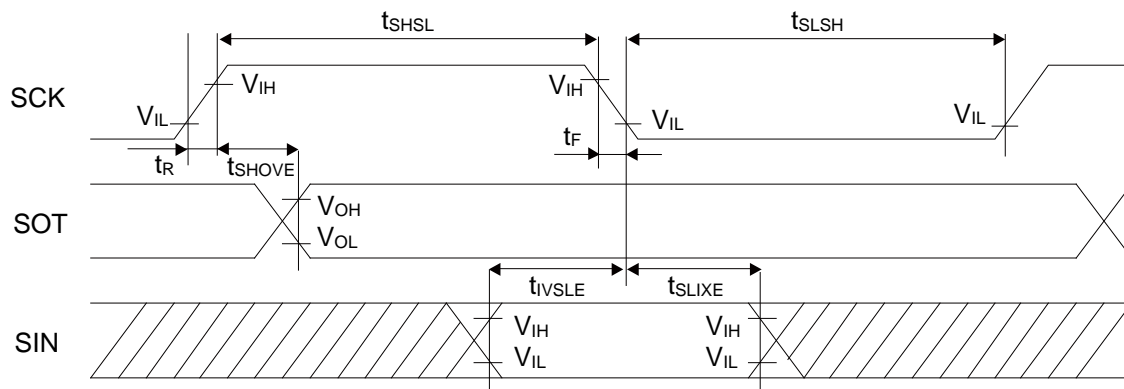 tSHSL
tSLSH
SCK
VIH
VIH
VIL
VIL
VIL
tR
tSHOVE
tF
SOT
VOH
VOL
tIVSLE
tSLIXE
SIN
VIH
VIH
VIL
VIL